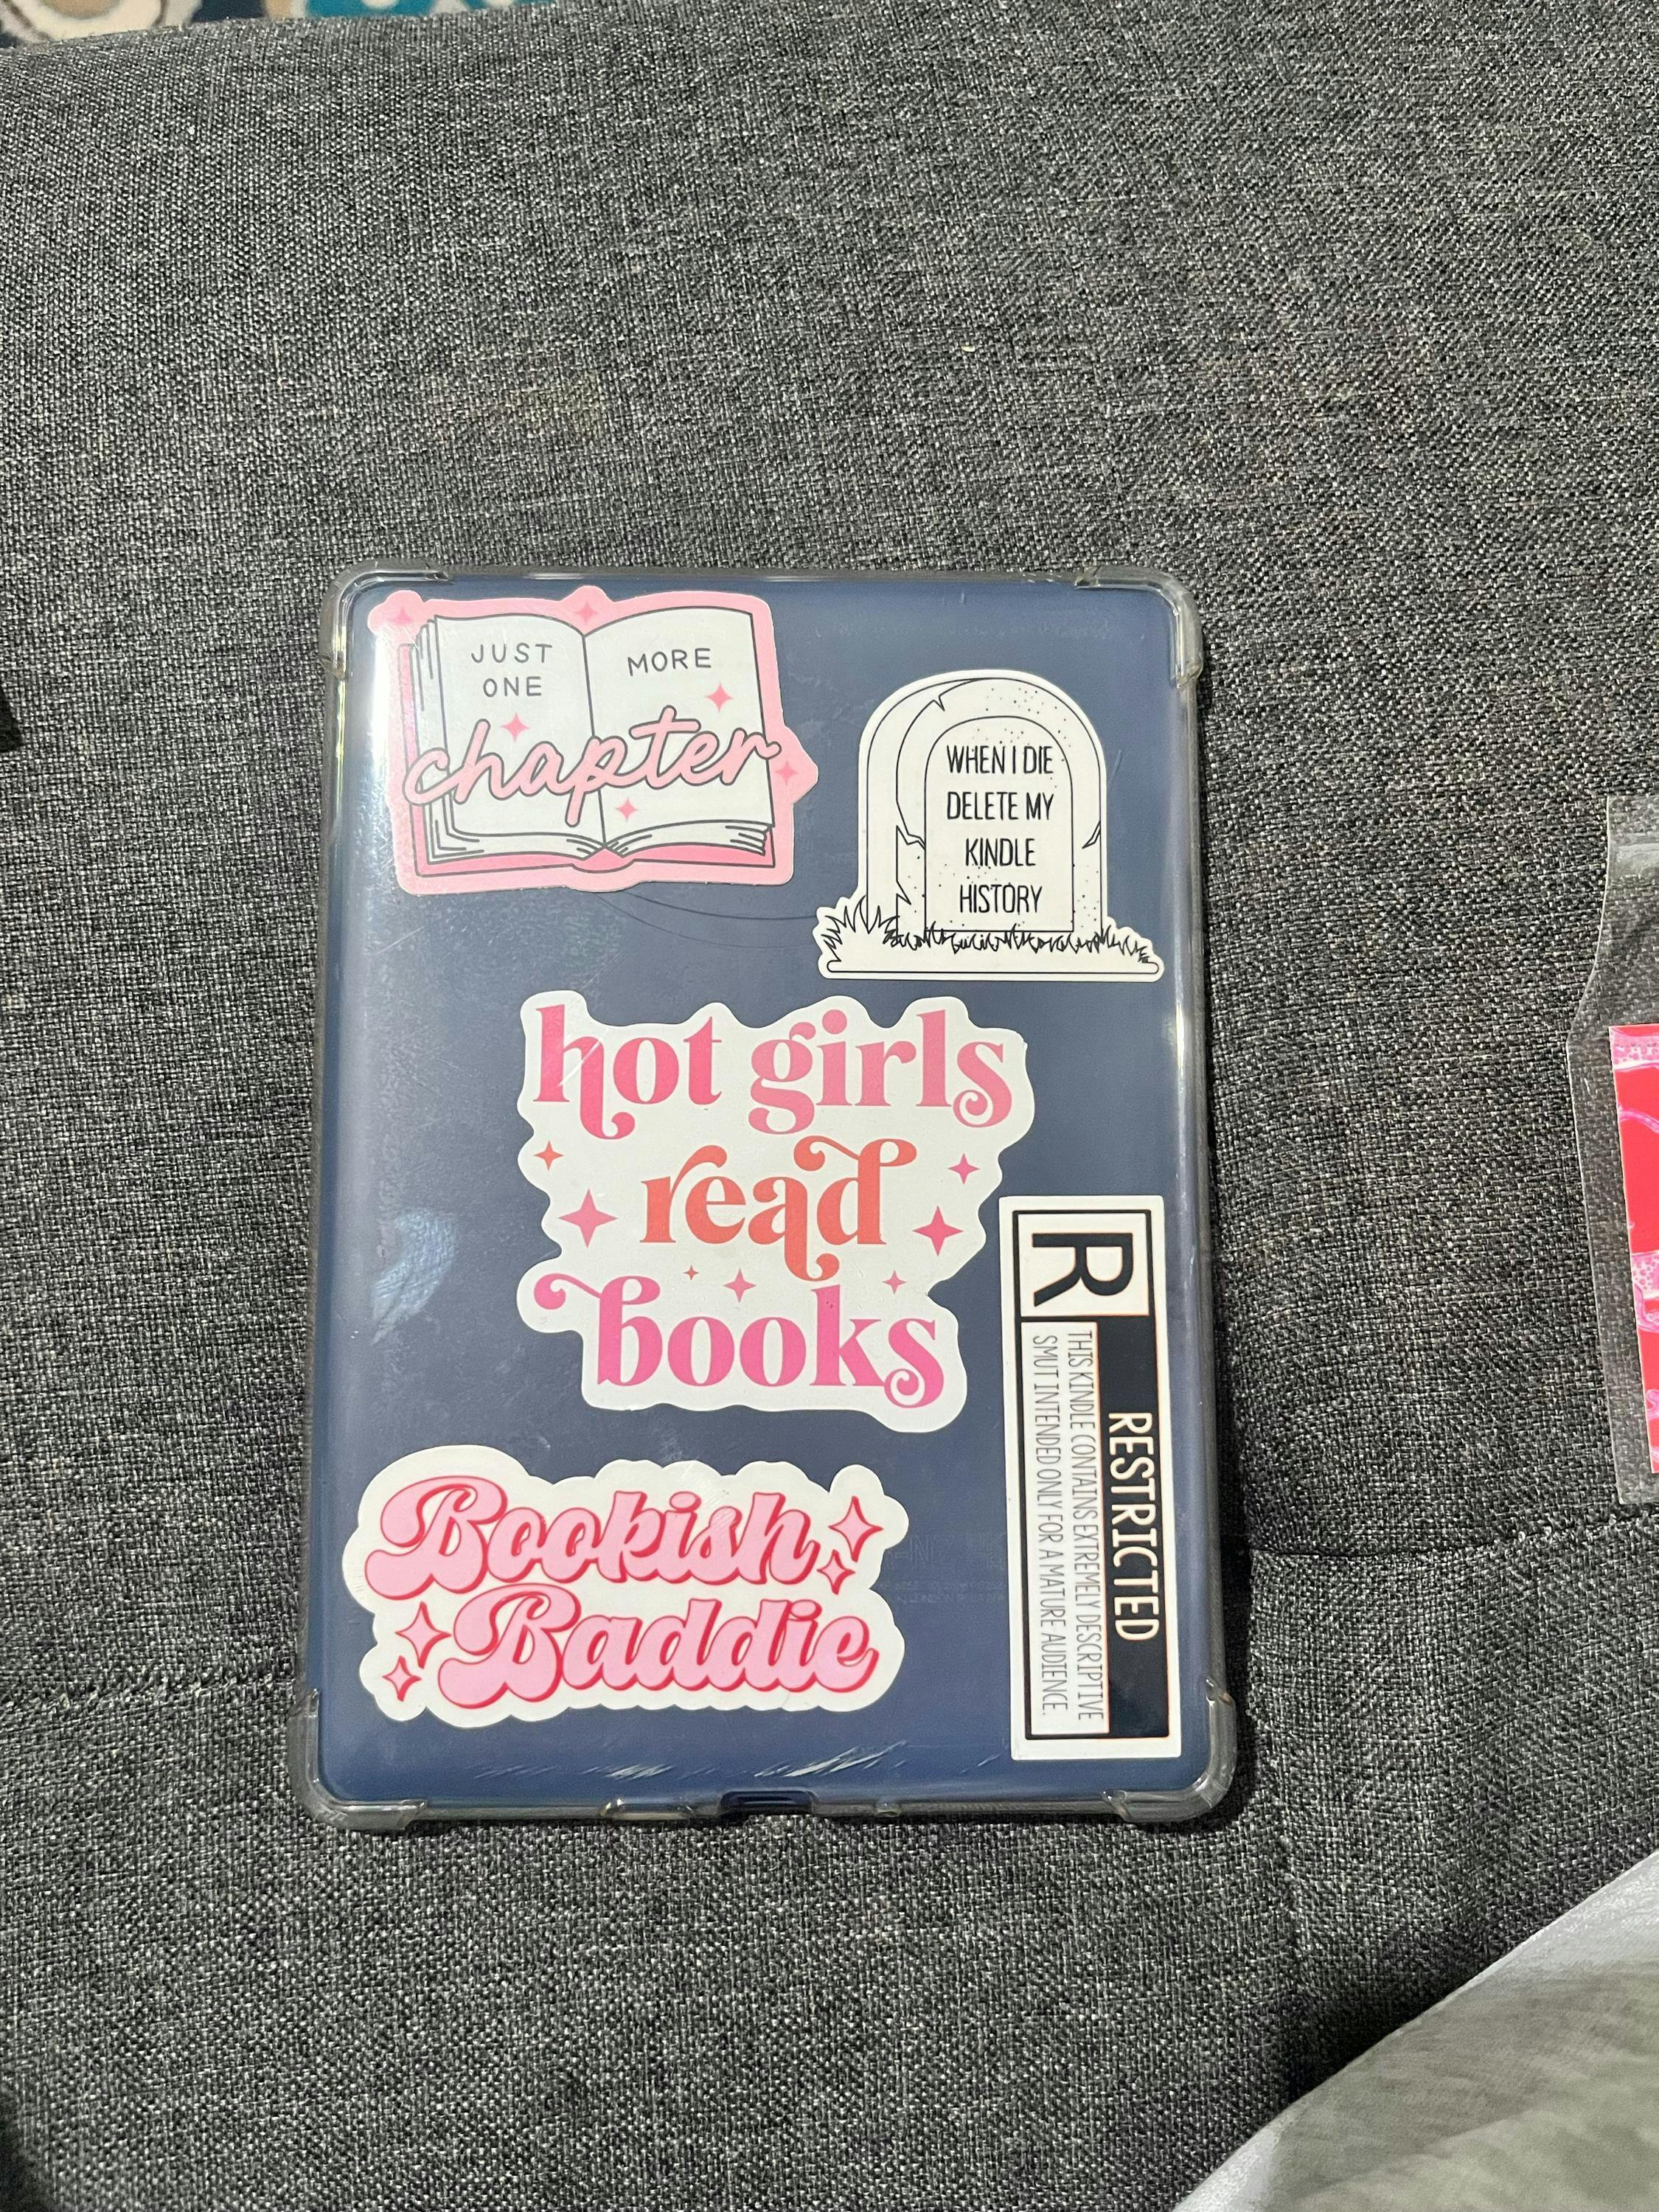 JUST
ONE
MORE
chapter
WHEN I DIE
DELETE MY
KINDLE
HISTORY
hot girls
read
books
R
RESTRICTED
THIS KINDLE CONTAINS EXTREMELY DESCRIPTIVE
SMUT INTENDED ONLY FOR A MATURE AUDIENCE.
Bookish
Baddie